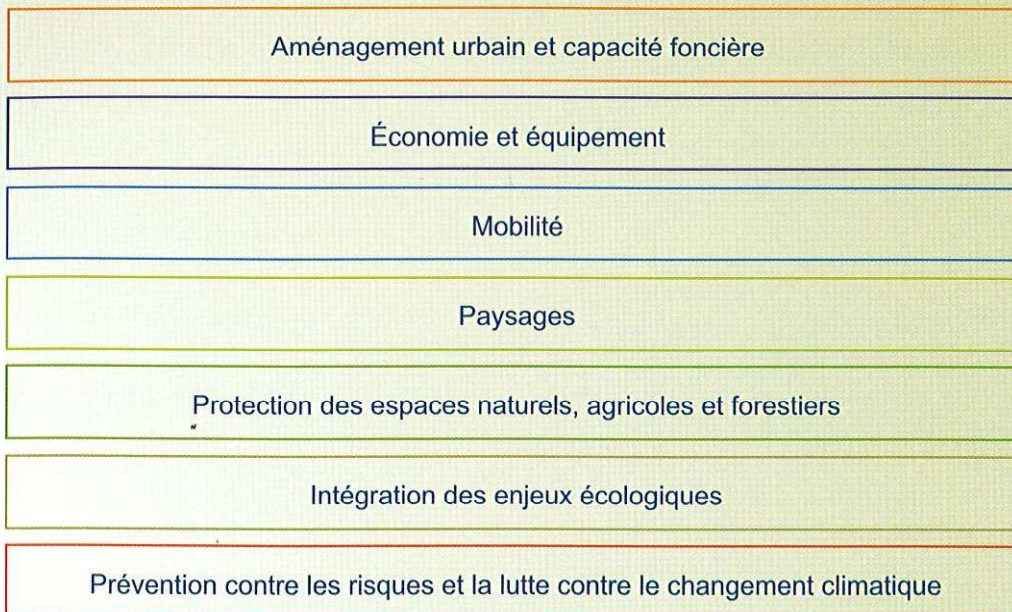 Aménagement urbain et capacité foncière
Économie et équipement
Mobilité
Paysages
Protection des espaces naturels, agricoles et forestiers
Intégration des enjeux écologiques
Prévention contre les risques et la lutte contre le changement climatique